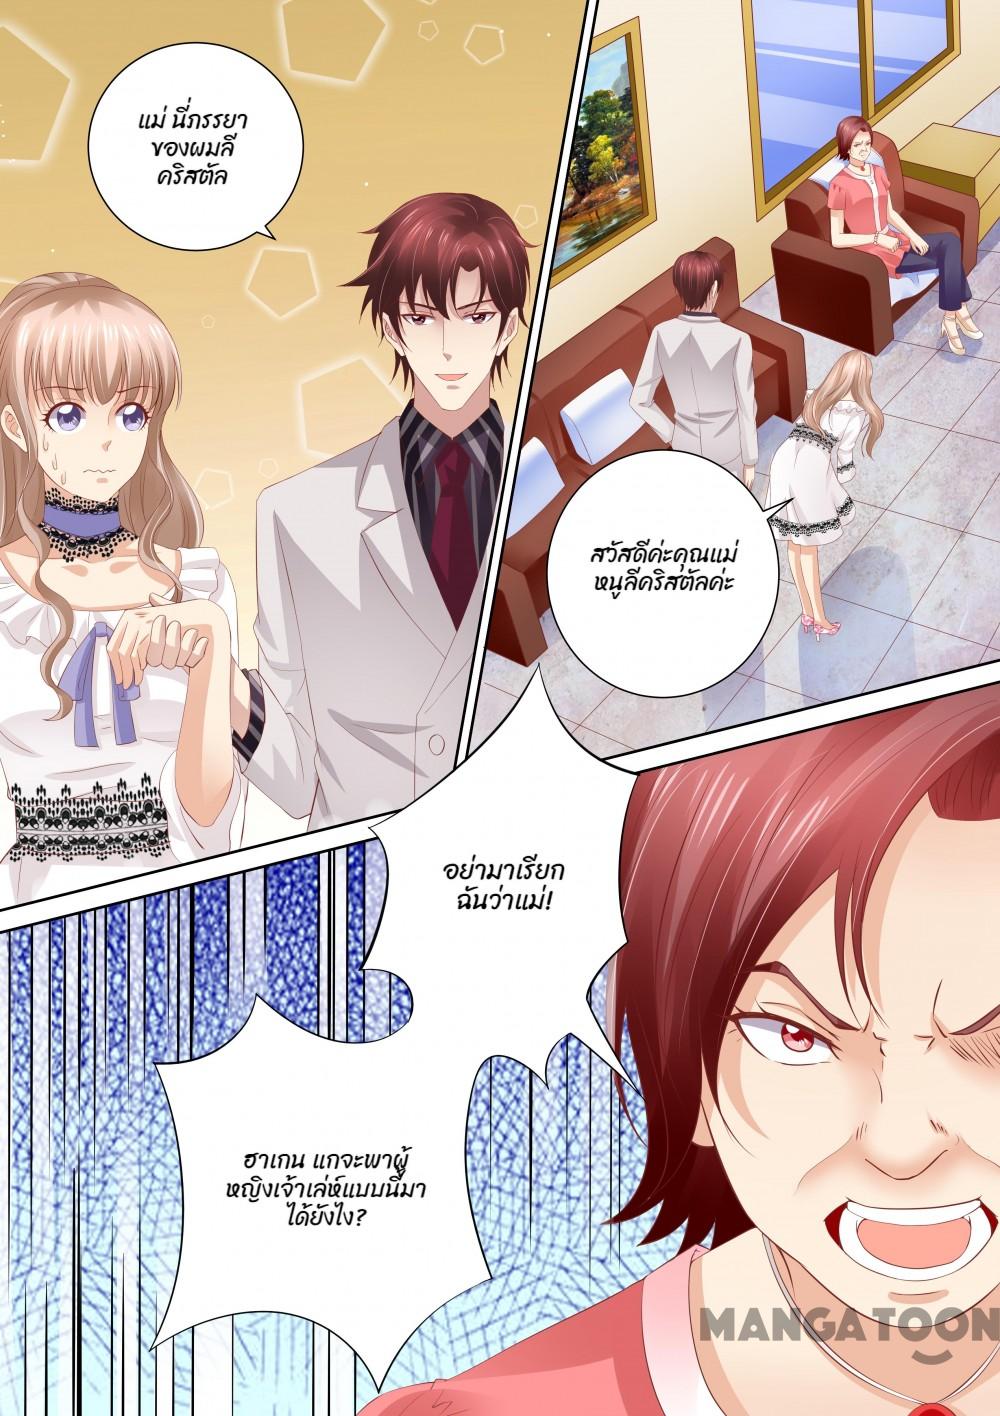 แม่ นี่ภรรยา
ของผมลี
คริสตัล
สวัสดีค่ะคุณแม่
หนูลีคริสตัลค่ะ
อย่ามาเรียก
ฉันว่าแม่!
ฮาเกน แกจะพาผู้
หญิงเจ้าเล่ห์แบบนี้มา
ได้ยังไง?
MANGATOON